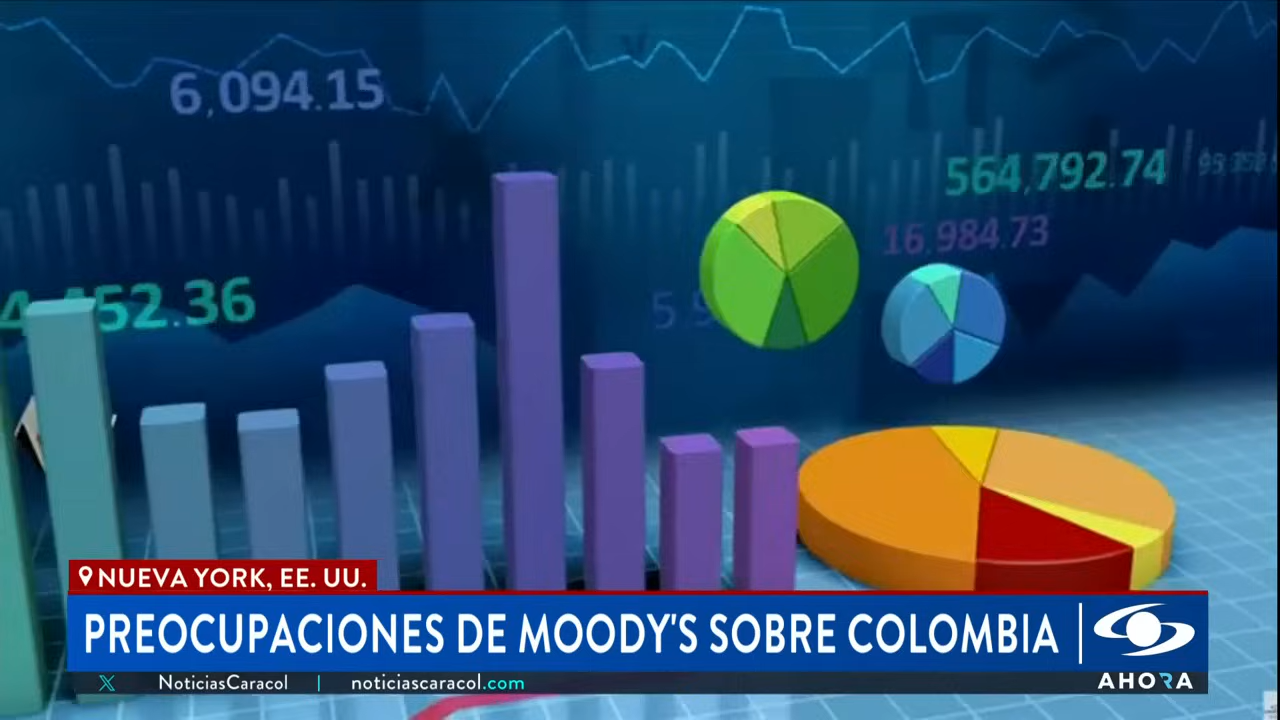 6,094.15
564,792.74
16,984.73
52.36
NUEVA YORK, EE. UU.
PREOCUPACIONES DE MOODY'S SOBRE COLOMBIA
NoticiasCaracol | noticiascaracol.com
AHORA